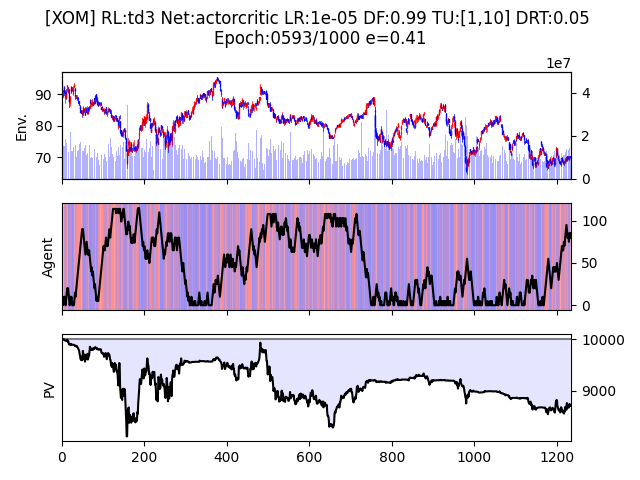 [XOM] RL:td3 Net:actorcritic LR:1e-05 DF:0.99 TU:[1,10] DRT:0.05
Epoch:0593/1000 e=0.41
1e7
Env.
90
80
70
4
2
0
Agent
100
50
0
PV
10000
9000
0 200 400 600 800 1000 1200